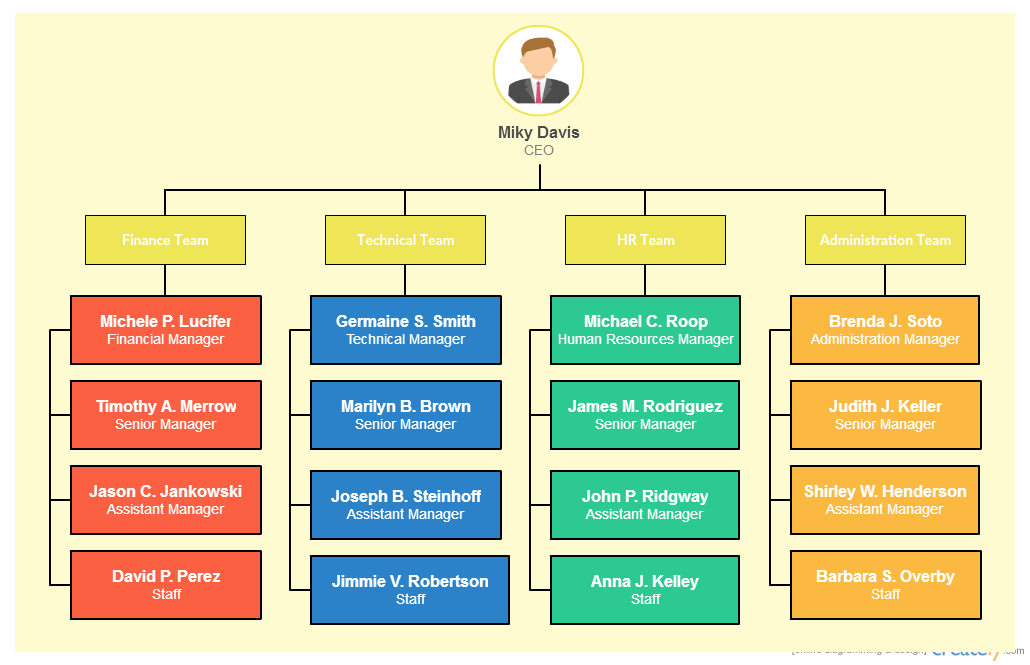 Miky Davis
CEO
Finance Team
Technical Team
HR Team
Administration Team
Michele P. Lucifer
Financial Manager
Germaine S. Smith
Technical Manager
Michael C. Roop
Human Resources Manager
Brenda J. Soto
Administration Manager
Timothy A. Merrow
Senior Manager
Marilyn B. Brown
Senior Manager
James M. Rodriguez
Senior Manager
Judith J. Keller
Senior Manager
Jason C. Jankowski
Assistant Manager
Joseph B. Steinhoff
Assistant Manager
John P. Ridgway
Assistant Manager
Shirley W. Henderson
Assistant Manager
David P. Perez
Staff
Jimmie V. Robertson
Staff
Anna J. Kelley
Staff
Barbara S. Overby
Staff
creately.com